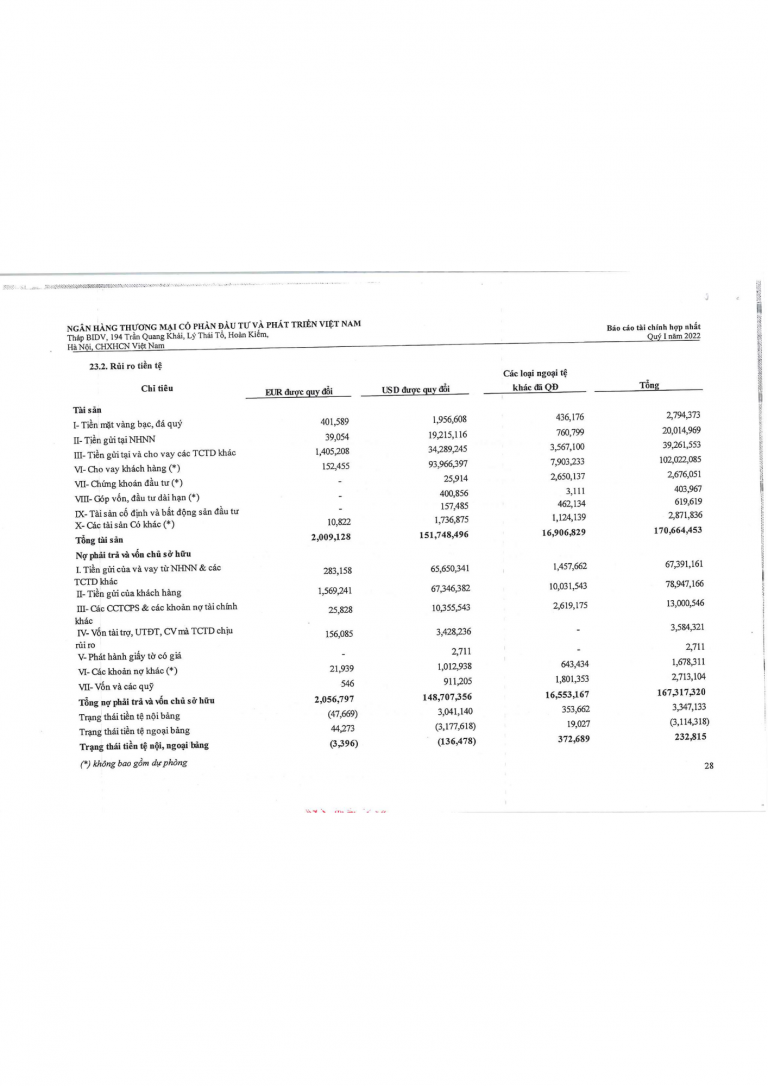 NGÂN HÀNG THƯƠNG MẠI CỔ PHẦN ĐẦU TƯ VÀ PHÁT TRIỂN VIỆT NAM
Báo cáo tài chính hợp nhất
Tháp BIDV, 194 Trần Quang Khải, Lý Thái Tổ, Hoàn Kiếm,
Quý I năm 2022
Hà Nội, CHXHCN Việt Nam
23.2. Rủi ro tiền tệ
Chỉ tiêu EUR được quy đổi USD được quy đổi Các loại ngoại tệ khác đã QĐ Tổng
Tài sản
I- Tiền mặt vàng bạc, đá quý 401,589 1,956,608 436,176 2,794,373
II- Tiền gửi tại NHNN 39,054 19,215,116 760,799 20,014,969
III- Tiền gửi tại và cho vay các TCTD khác 1,405,208 34,289,245 3,567,100 39,261,553
VI- Cho vay khách hàng (*) 152,455 93,966,397 7,903,233 102,022,085
VII- Chứng khoán đầu tư (*) - 25,914 2,650,137 2,676,051
VIII- Góp vốn, đầu tư dài hạn (*) - 400,856 3,111 403,967
IX- Tài sản cố định và bất động sản đầu tư - 157,485 462,134 619,619
X- Các tài sản Có khác (*) 10,822 1,736,875 1,124,139 2,871,836
Tổng tài sản 2,009,128 151,748,496 16,906,829 170,664,453
Nợ phải trả và vốn chủ sở hữu
I. Tiền gửi của và vay từ NHNN & các
TCTD khác 283,158 65,650,341 1,457,662 67,391,161
II- Tiền gửi của khách hàng 1,569,241 67,346,382 10,031,543 78,947,166
III- Các CCTCPS & các khoản nợ tài chính
khác 25,828 10,355,543 2,619,175 13,000,546
IV- Vốn tài trợ, UTĐT, CV mà TCTD chịu
rủi ro 156,085 3,428,236 - 3,584,321
V- Phát hành giấy tờ có giá - 2,711 - 2,711
VI- Các khoản nợ khác (*) 21,939 1,012,938 643,434 1,678,311
VII- Vốn và các quỹ 546 911,205 1,801,353 2,713,104
Tổng nợ phải trả và vốn chủ sở hữu 2,056,797 148,707,356 16,553,167 167,317,320
Trạng thái tiền tệ nội bảng (47,669) 3,041,140 353,662 3,347,133
Trạng thái tiền tệ ngoại bảng 44,273 (3,177,618) 19,027 (3,114,318)
Trạng thái tiền tệ nội, ngoại bảng (3,396) (136,478) 372,689 232,815
(*) không bao gồm dự phòng
28